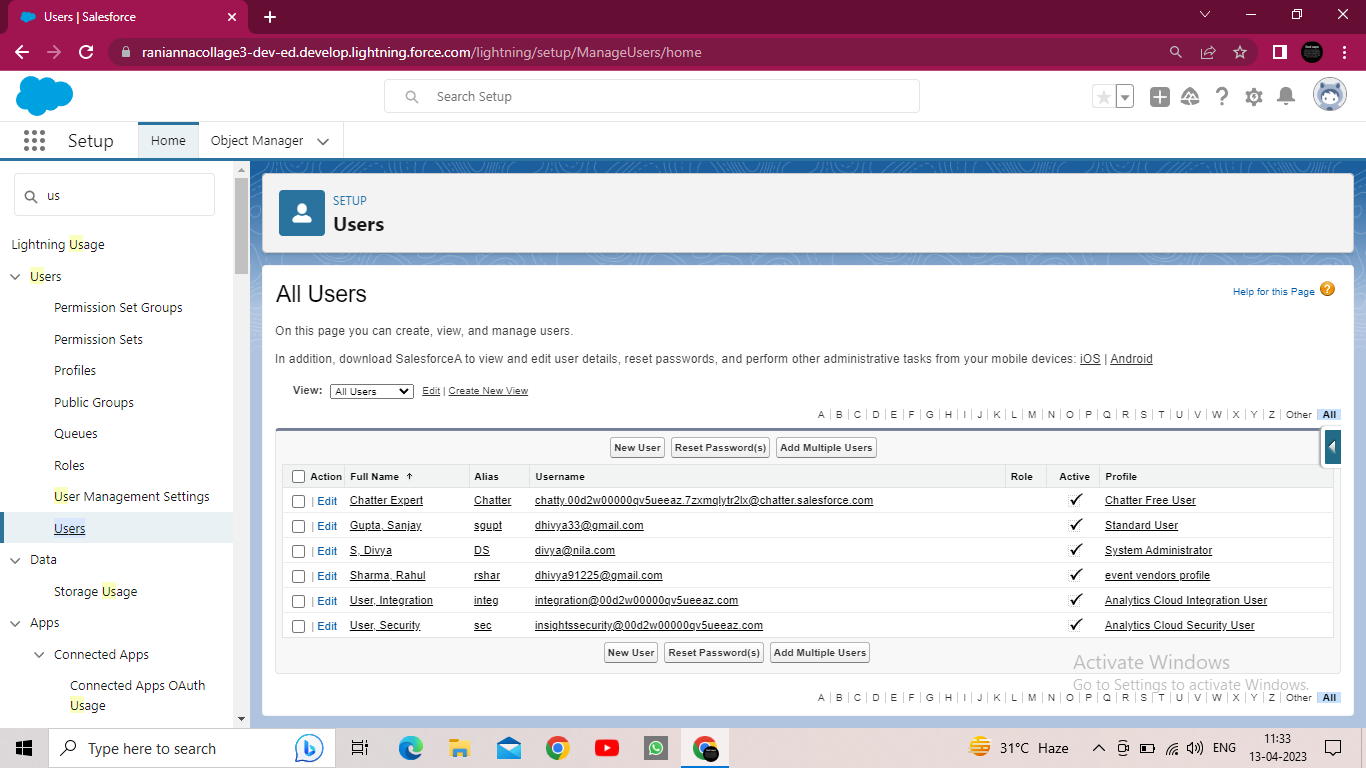 Users | Salesforce
raniannacollage3-dev-ed.develop.lightning.force.com/lightning/setup/ManageUsers/home
Search Setup
Setup
Home
Object Manager
us
Lightning Usage
Users
Permission Set Groups
Permission Sets
Profiles
Public Groups
Queues
Roles
User Management Settings
Users
Data
Storage Usage
Apps
Connected Apps
Connected Apps OAuth
Usage
SETUP
Users
All Users
Help for this Page ?
On this page you can create, view, and manage users.
In addition, download SalesforceA to view and edit user details, reset passwords, and perform other administrative tasks from your mobile devices: iOS | Android
View: All Users Edit | Create New View
A | B | C | D | E | F | G | H | I | J | K | L | M | N | O | P | Q | R | S | T | U | V | W | X | Y | Z | Other | All
New User Reset Password(s) Add Multiple Users
Action Full Name ↑ Alias Username Role Active Profile
| Edit Chatter Expert Chatter chatty.00d2w00000qv5ueeaz.7zxmqlytr2lx@chatter.salesforce.com ✓ Chatter Free User
| Edit Gupta, Sanjay sgupt dhivya33@gmail.com ✓ Standard User
| Edit S, Divya DS divya@nila.com ✓ System Administrator
| Edit Sharma, Rahul rshar dhivya91225@gmail.com ✓ event vendors profile
| Edit User, Integration integ integration@00d2w00000qv5ueeaz.com ✓ Analytics Cloud Integration User
| Edit User, Security sec insightssecurity@00d2w00000qv5ueeaz.com ✓ Analytics Cloud Security User
New User Reset Password(s) Add Multiple Users
Activate Windows
Go to Settings to activate Windows.
A | B | C | D | E | F | G | H | I | J | K | L | M | N | O | P | Q | R | S | T | U | V | W | X | Y | Z | Other | All
Type here to search
31°C Haze
ENG
11:33
13-04-2023